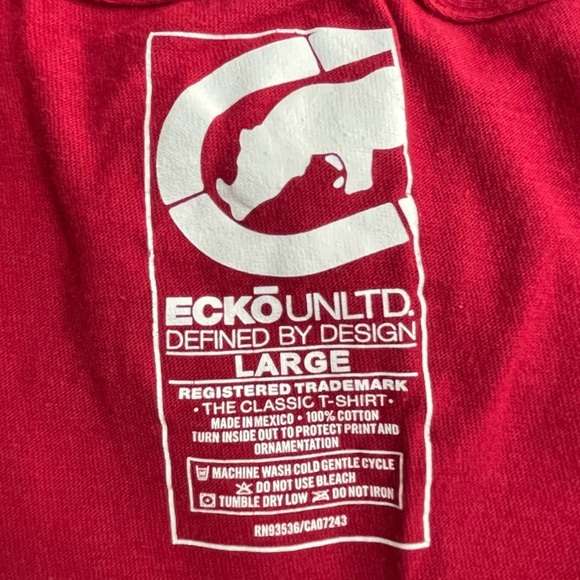 ECKŌ UNLTD.
DEFINED BY DESIGN
LARGE
REGISTERED TRADEMARK
• THE CLASSIC T-SHIRT •
MADE IN MEXICO • 100% COTTON
TURN INSIDE OUT TO PROTECT PRINT AND
ORNAMENTATION
MACHINE WASH COLD GENTLE CYCLE
DO NOT USE BLEACH
TUMBLE DRY LOW DO NOT IRON
RN93536/CA07243